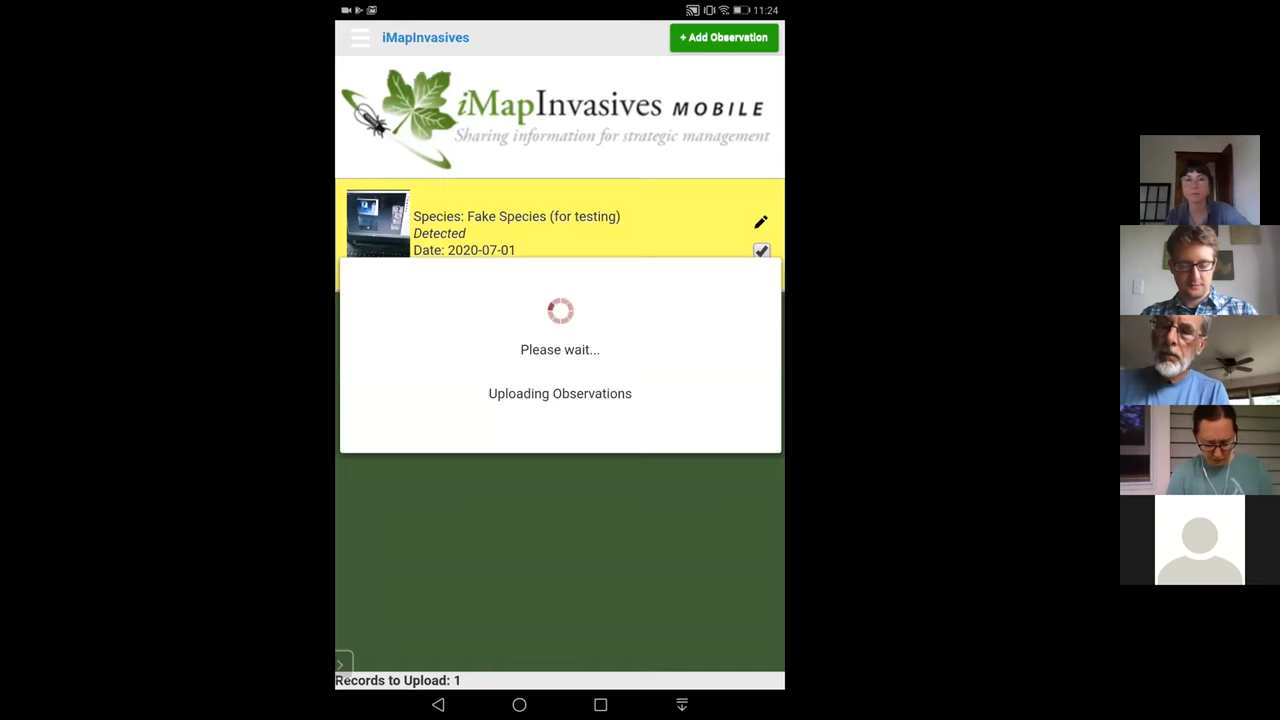 11:24
iMapInvasives
+ Add Observation
iMapInvasives MOBILE
Sharing information for strategic management
Species: Fake Species (for testing)
Detected
Date: 2020-07-01
Please wait...
Uploading Observations
Records to Upload: 1